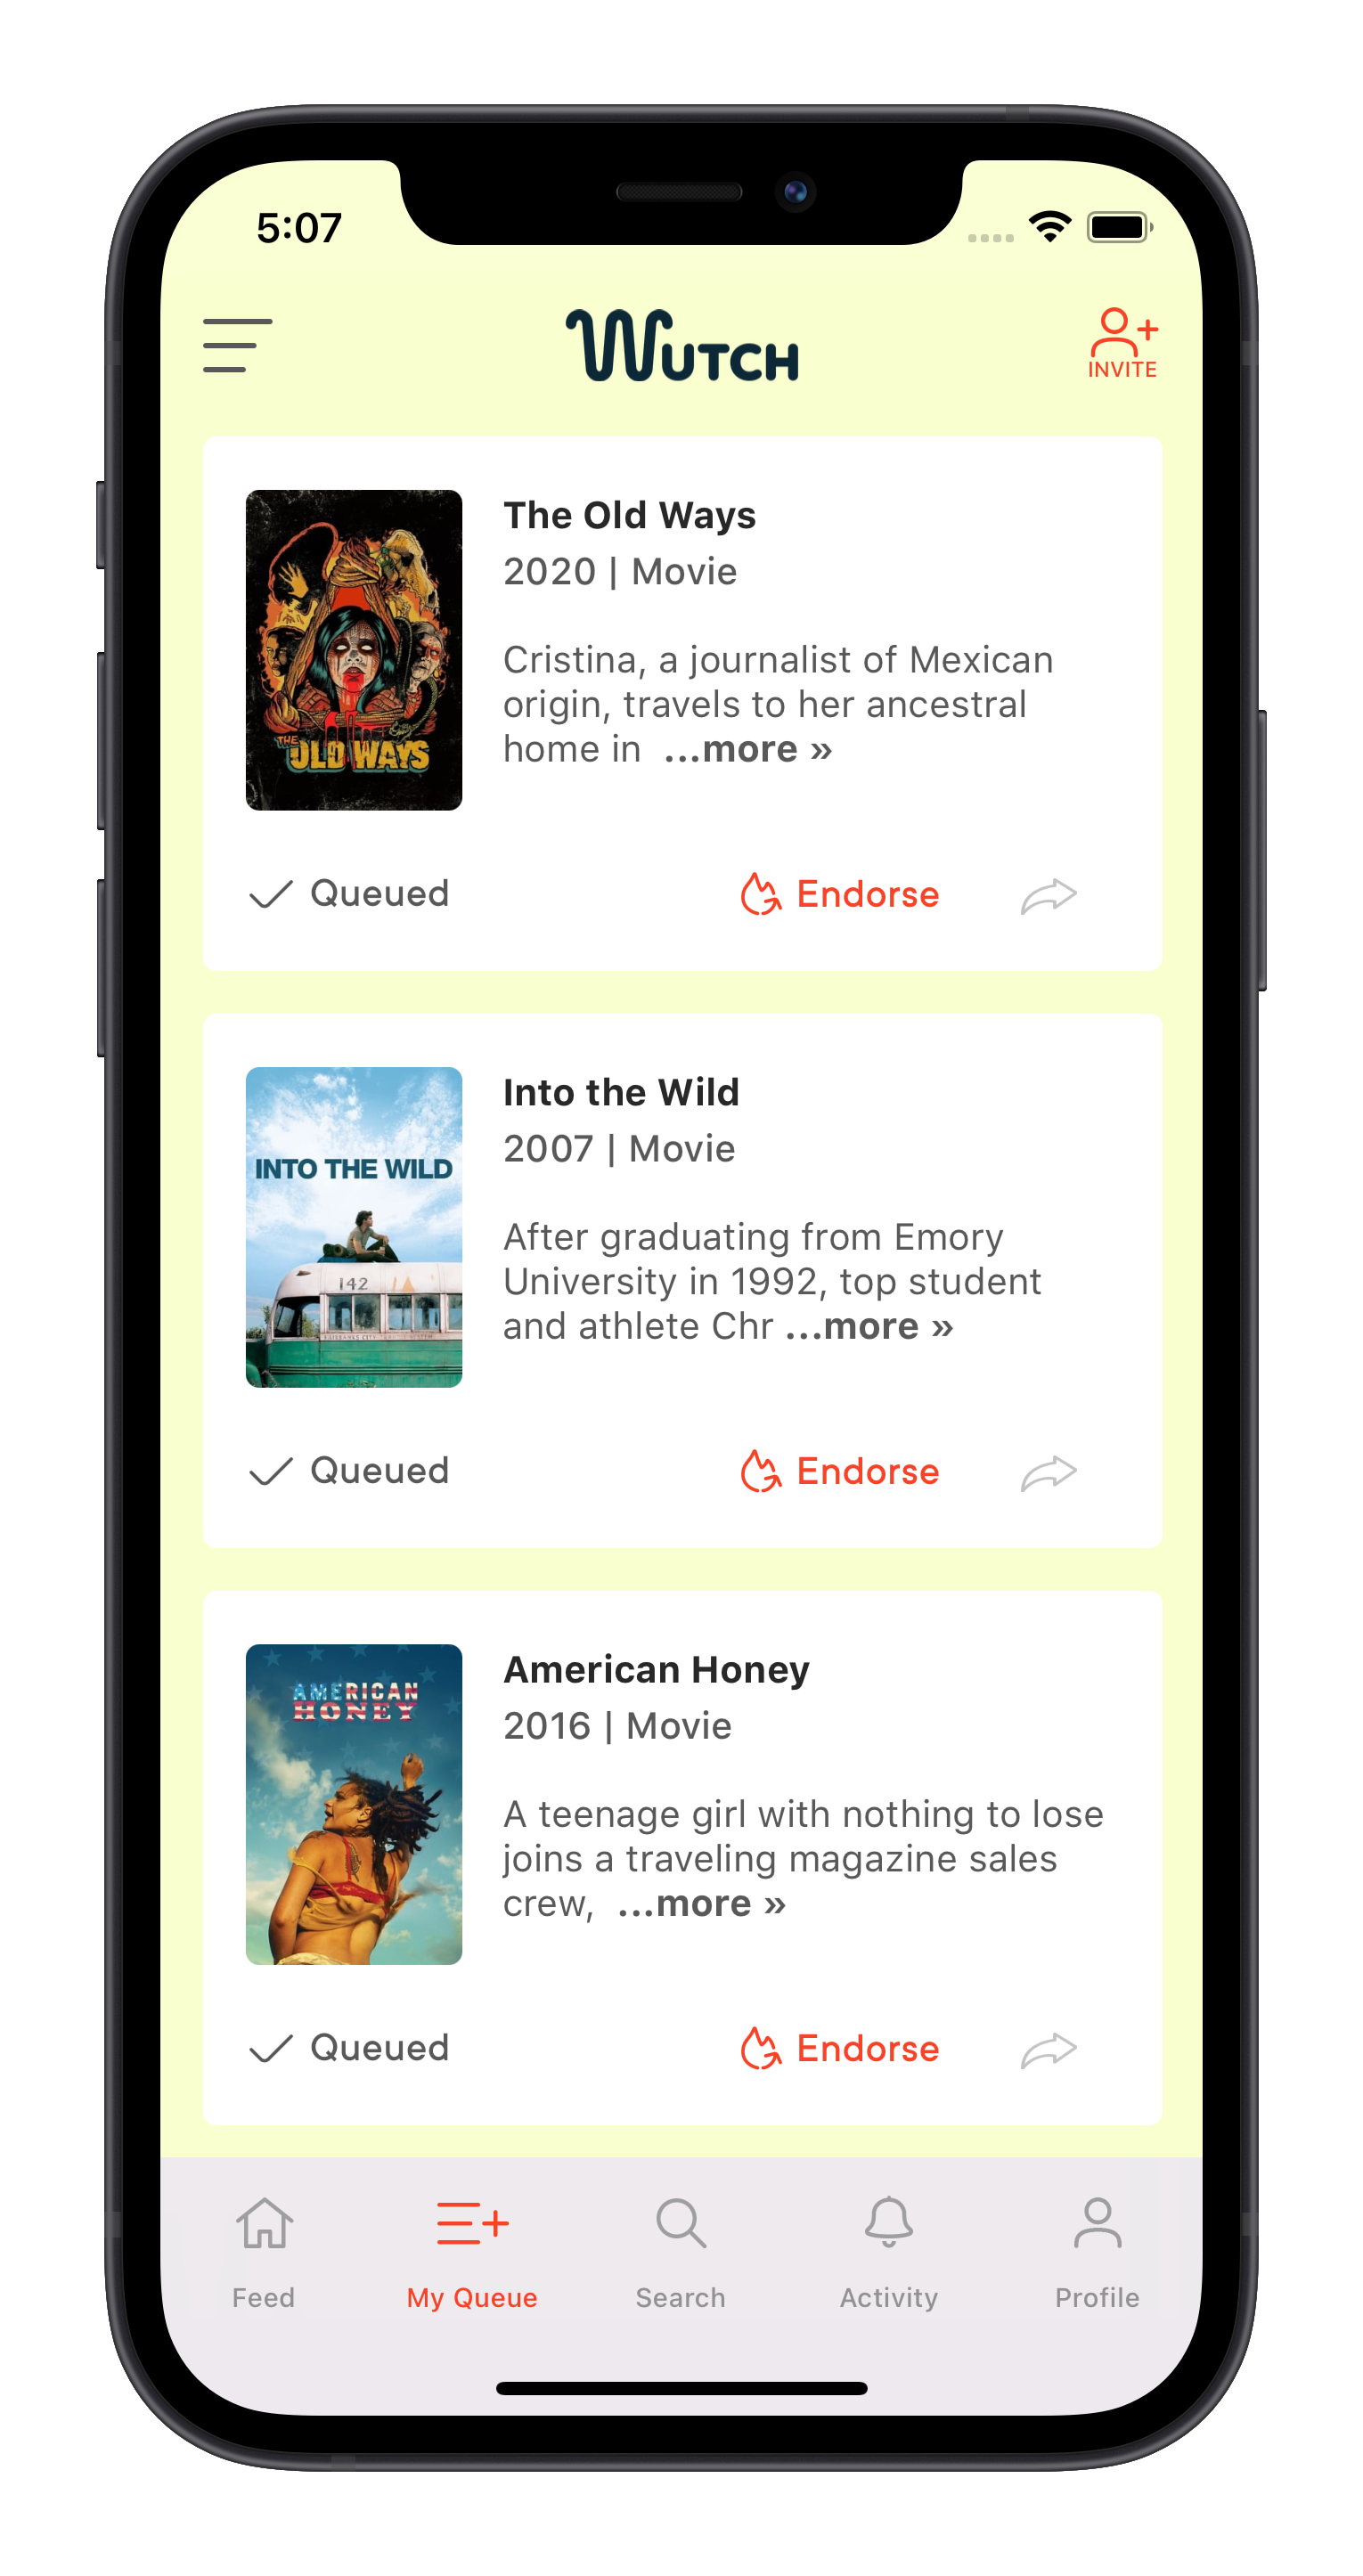 5:07
WUTCH
INVITE
The Old Ways
2020 | Movie
Cristina, a journalist of Mexican
origin, travels to her ancestral
home in ...more »
THE
OLD WAYS
Queued
Endorse
Into the Wild
2007 | Movie
INTO THE WILD
After graduating from Emory
University in 1992, top student
and athlete Chr ...more »
142
FAIRBANKS CITY
Queued
Endorse
American Honey
2016 | Movie
AMERICAN
HONEY
A teenage girl with nothing to lose
joins a traveling magazine sales
crew, ...more »
Queued
Endorse
Feed
My Queue
Search
Activity
Profile